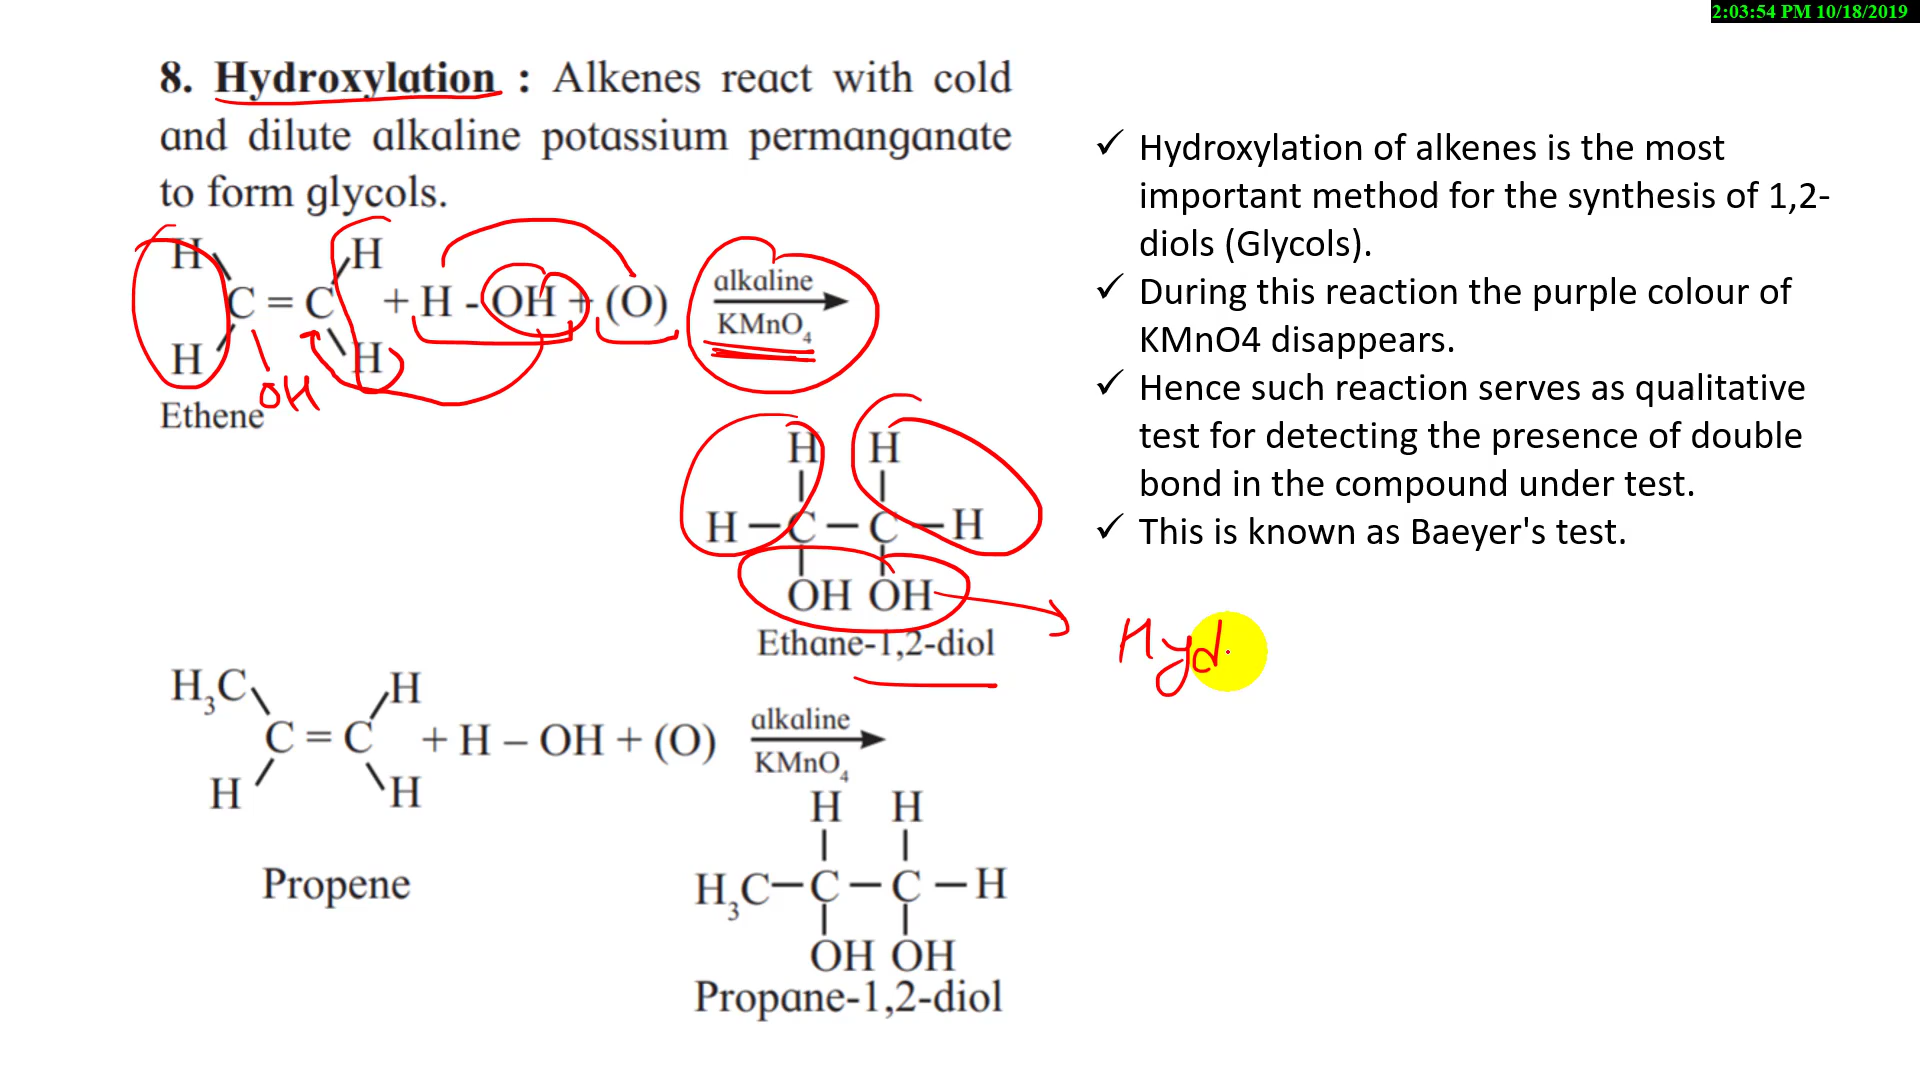 2:03:54 PM 10/18/2019
8. Hydroxylation : Alkenes react with cold
and dilute alkaline potassium permanganate
to form glycols.
H H
C = C + H - OH + (O) alkaline
KMnO4
H H
OH
Ethene
H H
H – C – C – H
OH OH
Ethane-1,2-diol
H3C H
C = C + H – OH + (O) alkaline
KMnO4
H H
H H
Propene
H3C – C – C – H
OH OH
Propane-1,2-diol
✓ Hydroxylation of alkenes is the most
important method for the synthesis of 1,2-
diols (Glycols).
✓ During this reaction the purple colour of
KMnO4 disappears.
✓ Hence such reaction serves as qualitative
test for detecting the presence of double
bond in the compound under test.
✓ This is known as Baeyer's test.
Hyd